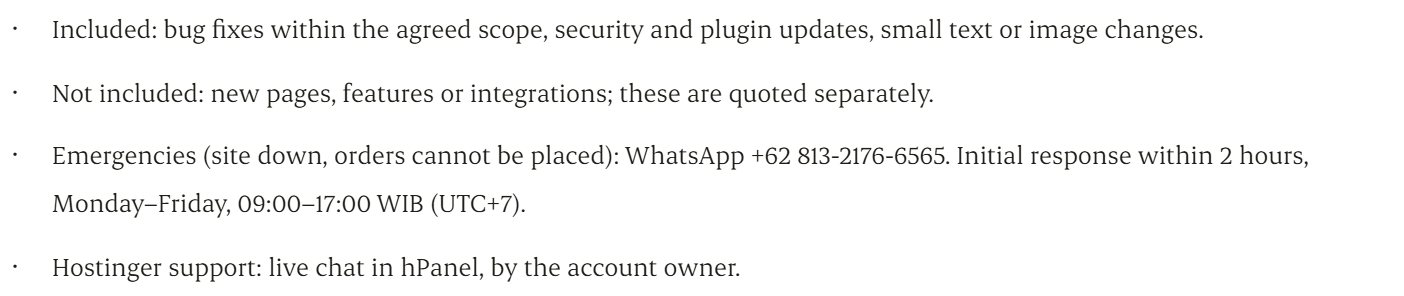 · Included: bug fixes within the agreed scope, security and plugin updates, small text or image changes.
· Not included: new pages, features or integrations; these are quoted separately.
· Emergencies (site down, orders cannot be placed): WhatsApp +62 813-2176-6565. Initial response within 2 hours,
Monday–Friday, 09:00–17:00 WIB (UTC+7).
· Hostinger support: live chat in hPanel, by the account owner.